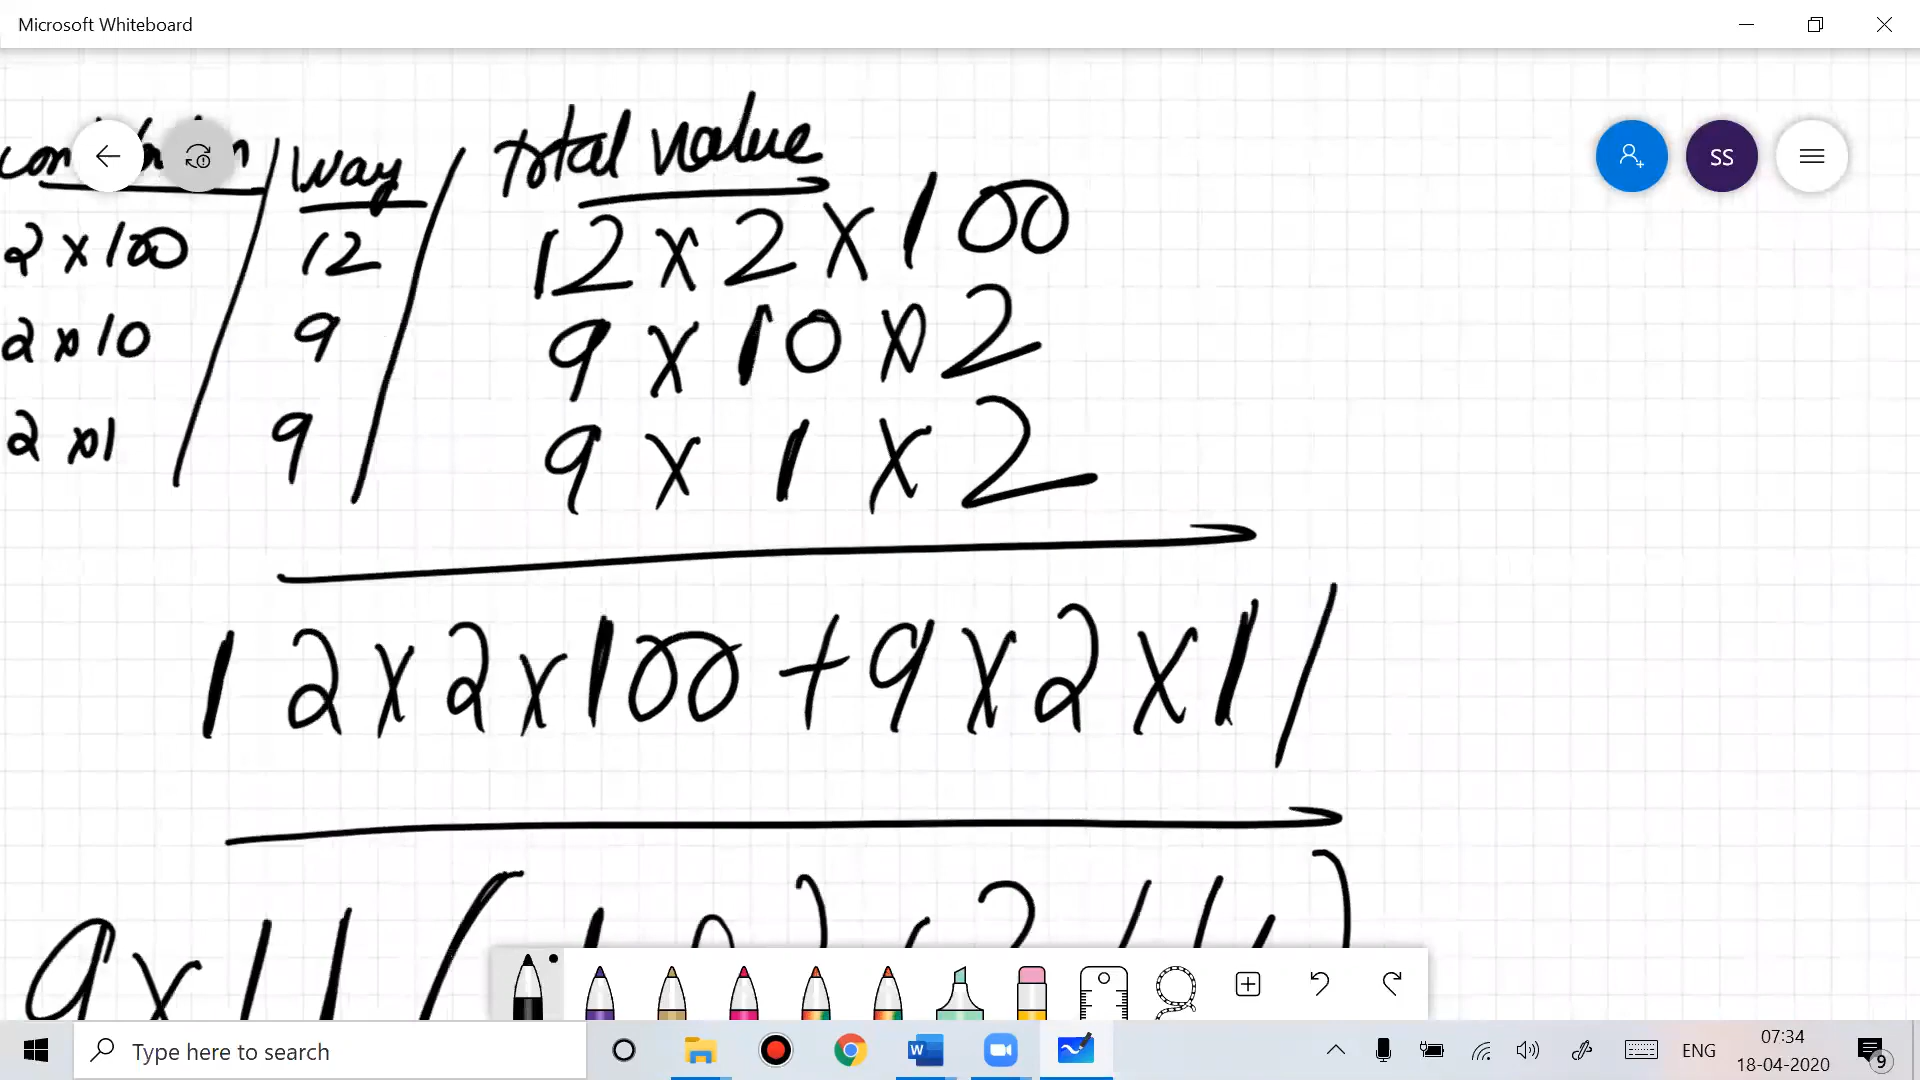 Microsoft Whiteboard
way total value
2 x 100 12 12 x 2 x 100
2 x 10 9 9 x 10 x 2
2 x 1 9 9 x 1 x 2
SS
12 x 2 x 100 + 9 x 2 x 11
9 x 11 (
Type here to search
W
ENG
07:34
18-04-2020
9